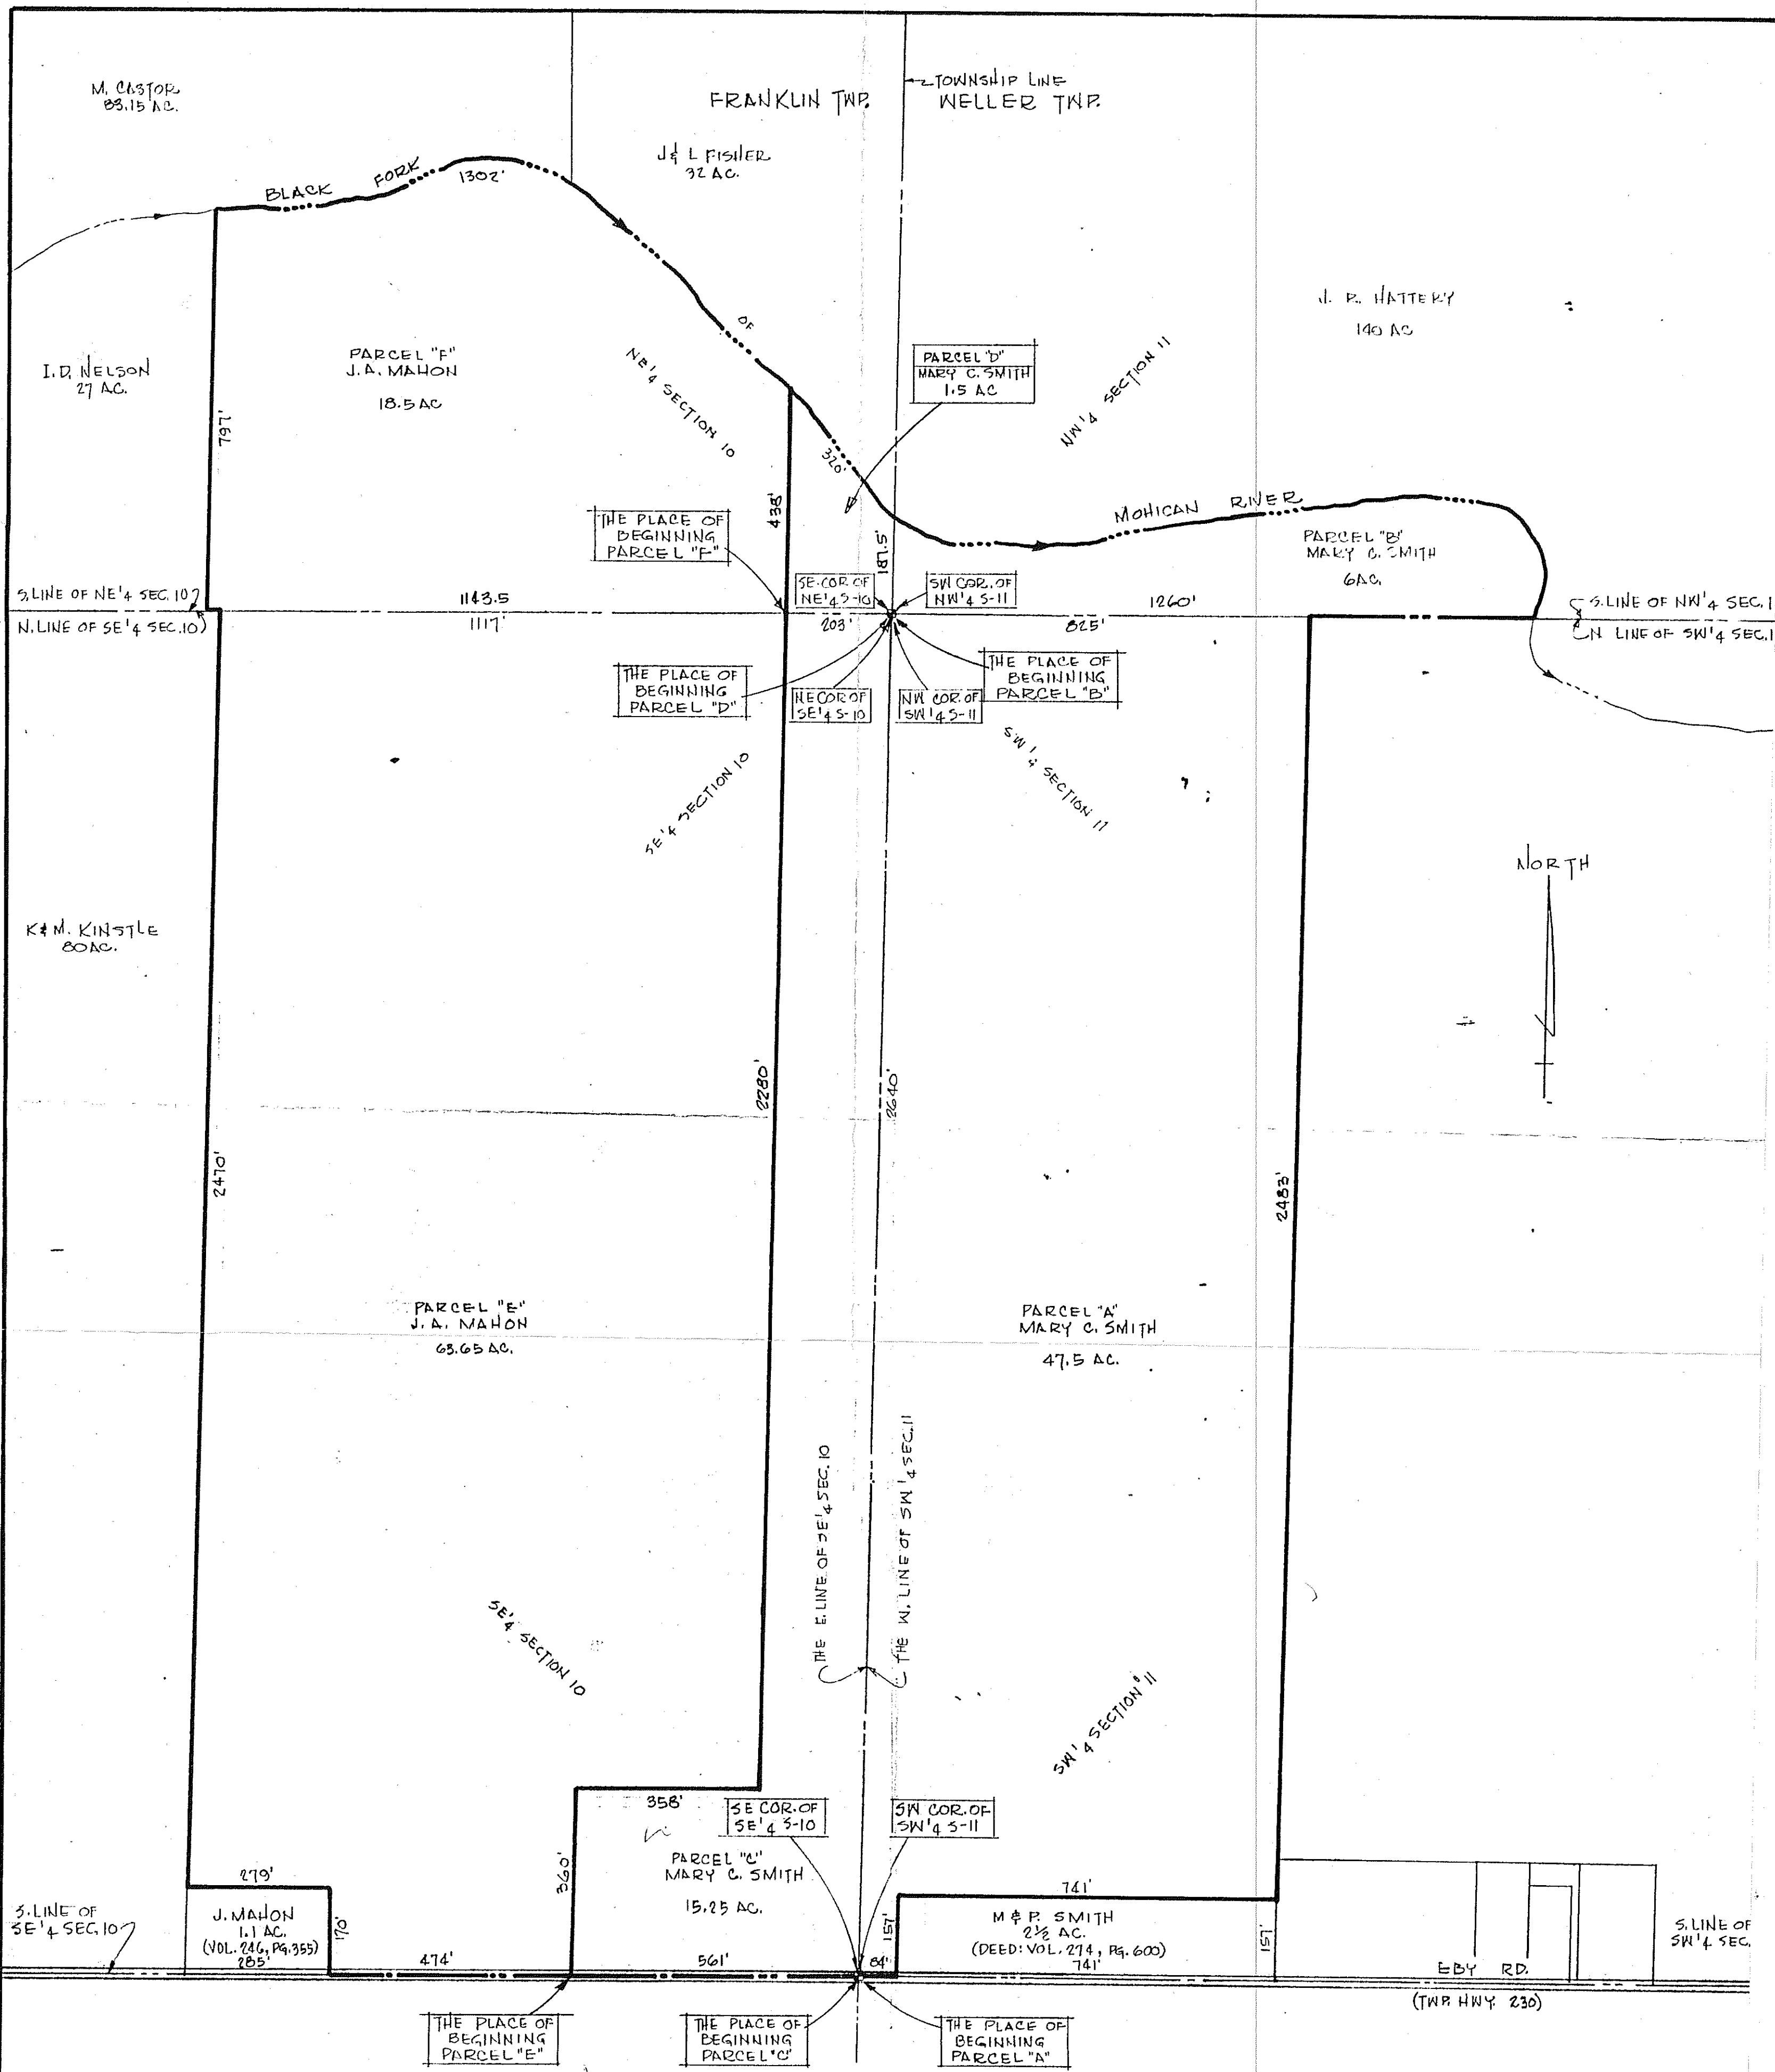 M. CASTOR
83.15 AC.
FRANKLIN TWP.
TOWNSHIP LINE
WELLER TWP.
J & L FISHER
32 AC.
BLACK FORK
1302'
OF
MOHICAN RIVER
J. R. HATTERY
140 AC
I.D. NELSON
27 AC.
797'
PARCEL "F"
J.A. MAHON
18.5 AC
NE 1/4 SECTION 10
PARCEL "D"
MARY C. SMITH
1.5 AC
NW 1/4 SECTION 11
320'
438'
187.5'
THE PLACE OF
BEGINNING
PARCEL "F"
PARCEL "B"
MARY C. SMITH
6 AC.
SE. COR. OF
NE 1/4 S-10
SW COR. OF
NW 1/4 S-11
S. LINE OF NE 1/4 SEC. 10
N. LINE OF SE 1/4 SEC. 10
1143.5
1117'
203'
1260'
825'
S. LINE OF NW 1/4 SEC. 1
N LINE OF SW 1/4 SEC. 1
THE PLACE OF
BEGINNING
PARCEL "D"
NE COR OF
SE 1/4 S-10
NW COR. OF
SW 1/4 S-11
THE PLACE OF
BEGINNING
PARCEL "B"
SE 1/4 SECTION 10
SW 1/4 SECTION 11
NORTH
K & M. KINSTLE
80 AC.
2470'
2280'
2640'
2483'
PARCEL "E"
J. A. MAHON
63.65 AC.
PARCEL "A"
MARY C. SMITH
47.5 AC.
THE E. LINE OF SE 1/4 SEC. 10
THE W. LINE OF SW 1/4 SEC. 11
SE 1/4 SECTION 10
SW 1/4 SECTION 11
358'
SE COR. OF
SE 1/4 S-10
SW COR. OF
SW 1/4 S-11
360'
PARCEL "C"
MARY C. SMITH
15.25 AC.
279'
S. LINE OF
SE 1/4 SEC. 10
J. MAHON
1.1 AC.
(VOL. 246, PG. 355)
285'
170'
474'
561'
84'
157'
741'
M & P. SMITH
2 1/2 AC.
(DEED: VOL. 274, PG. 600)
741'
157'
S. LINE OF
SW 1/4 SEC.
EBY RD.
(TWP. HWY. 230)
THE PLACE OF
BEGINNING
PARCEL "E"
THE PLACE OF
BEGINNING
PARCEL "C"
THE PLACE OF
BEGINNING
PARCEL "A"